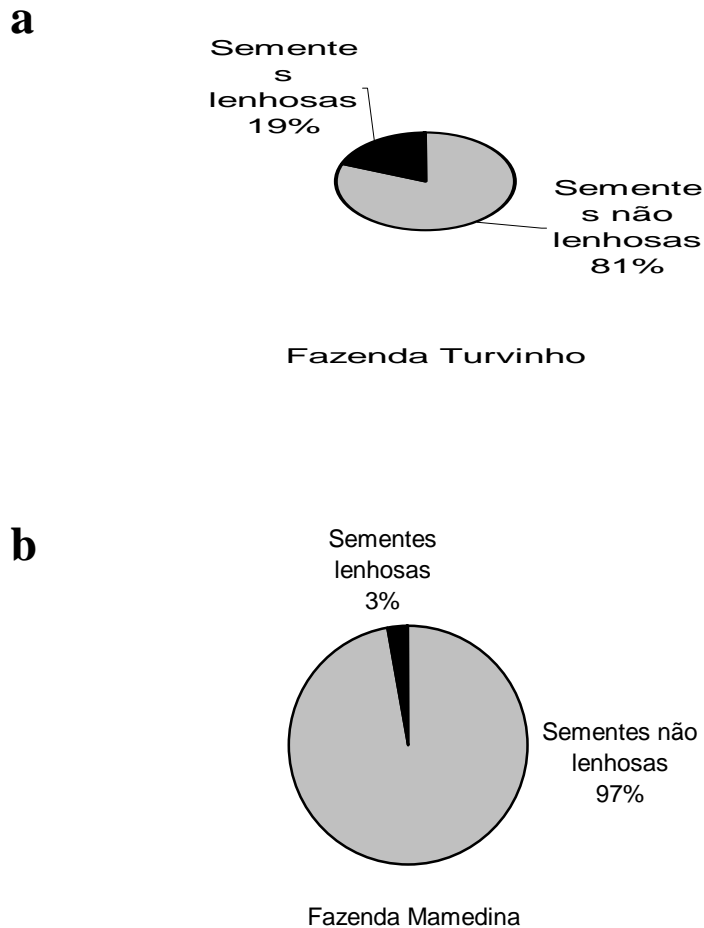 a
Semente
s
lenhosas
19%
Semente
s não
lenhosas
81%
Fazenda Turvinho
b
Sementes
lenhosas
3%
Sementes não
lenhosas
97%
Fazenda Mamedina